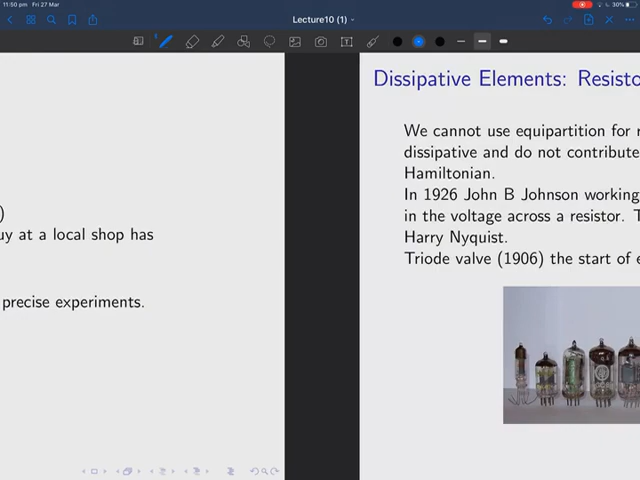 11:50 pm Fri 27 Mar
30%
Lecture10 (1)
)
uy at a local shop has
precise experiments.
Dissipative Elements: Resisto
We cannot use equipartition for r
dissipative and do not contribute
Hamiltonian.
In 1926 John B Johnson working
in the voltage across a resistor. T
Harry Nyquist.
Triode valve (1906) the start of e